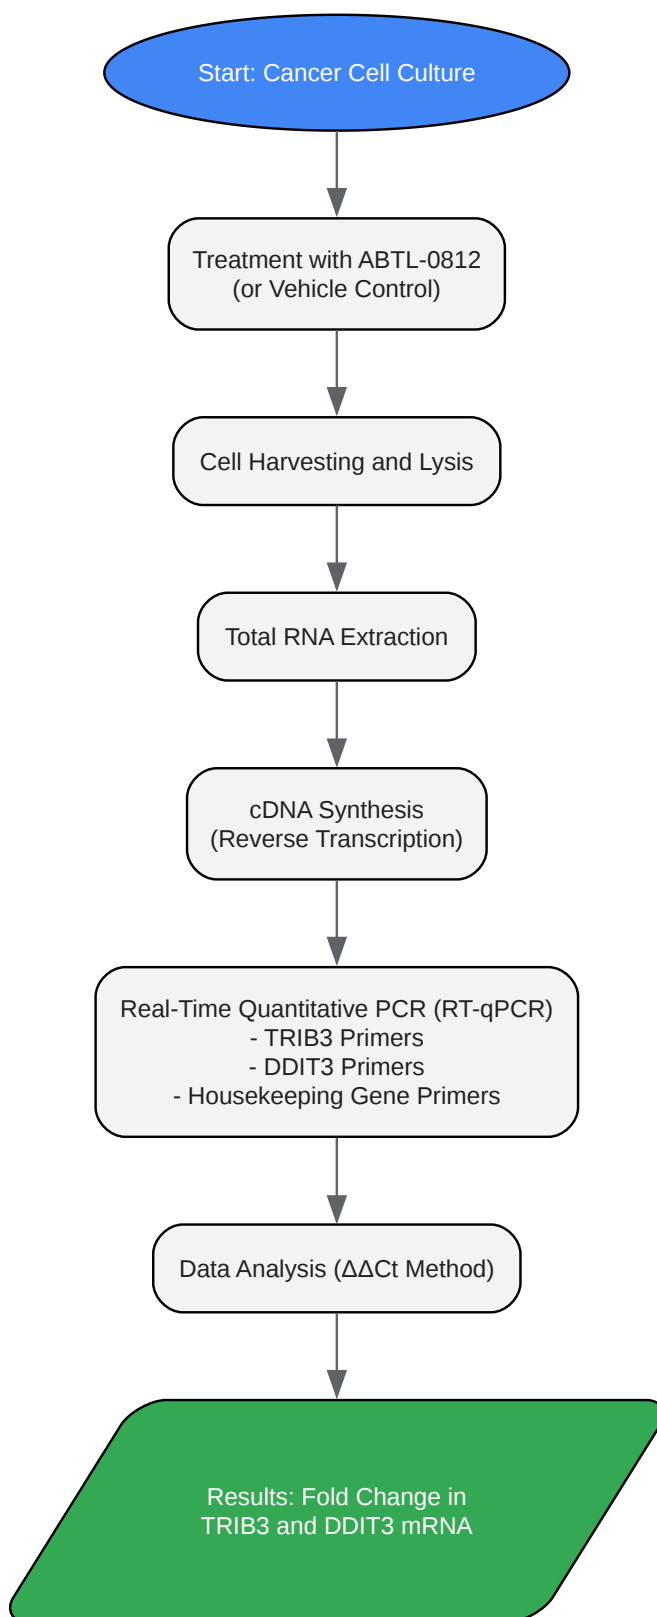 Start: Cancer Cell Culture
Treatment with ABTL-0812
(or Vehicle Control)
Cell Harvesting and Lysis
Total RNA Extraction
cDNA Synthesis
(Reverse Transcription)
Real-Time Quantitative PCR (RT-qPCR)
- TRIB3 Primers
- DDIT3 Primers
- Housekeeping Gene Primers
Data Analysis (ΔΔCt Method)
Results: Fold Change in
TRIB3 and DDIT3 mRNA